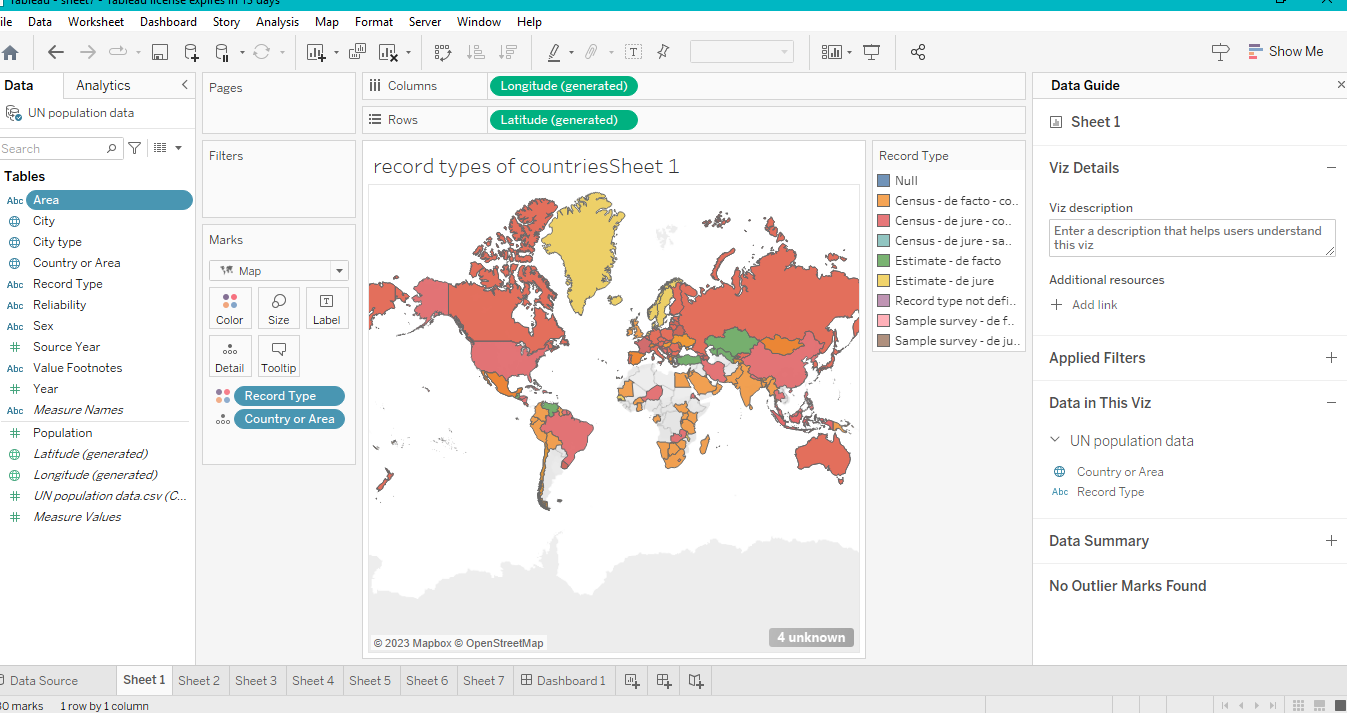 Tableau - sheet7 - Tableau license expires in 13 days
ile Data Worksheet Dashboard Story Analysis Map Format Server Window Help
Show Me
Data Analytics
UN population data
Search
Tables
Abc Area
City
City type
Country or Area
Abc Record Type
Abc Reliability
Abc Sex
Source Year
Abc Value Footnotes
Year
Abc Measure Names
Population
Latitude (generated)
Longitude (generated)
UN population data.csv (C...
Measure Values
Pages
Filters
Marks
Map
Color Size Label
Detail Tooltip
Record Type
Country or Area
Columns Longitude (generated)
Rows Latitude (generated)
record types of countriesSheet 1
© 2023 Mapbox © OpenStreetMap
4 unknown
Record Type
Null
Census - de facto - co..
Census - de jure - co..
Census - de jure - sa..
Estimate - de facto
Estimate - de jure
Record type not defi..
Sample survey - de f..
Sample survey - de ju..
Data Guide
Sheet 1
Viz Details
Viz description
Enter a description that helps users understand
this viz
Additional resources
Add link
Applied Filters
Data in This Viz
UN population data
Country or Area
Abc Record Type
Data Summary
No Outlier Marks Found
Data Source Sheet 1 Sheet 2 Sheet 3 Sheet 4 Sheet 5 Sheet 6 Sheet 7 Dashboard 1
0 marks 1 row by 1 column